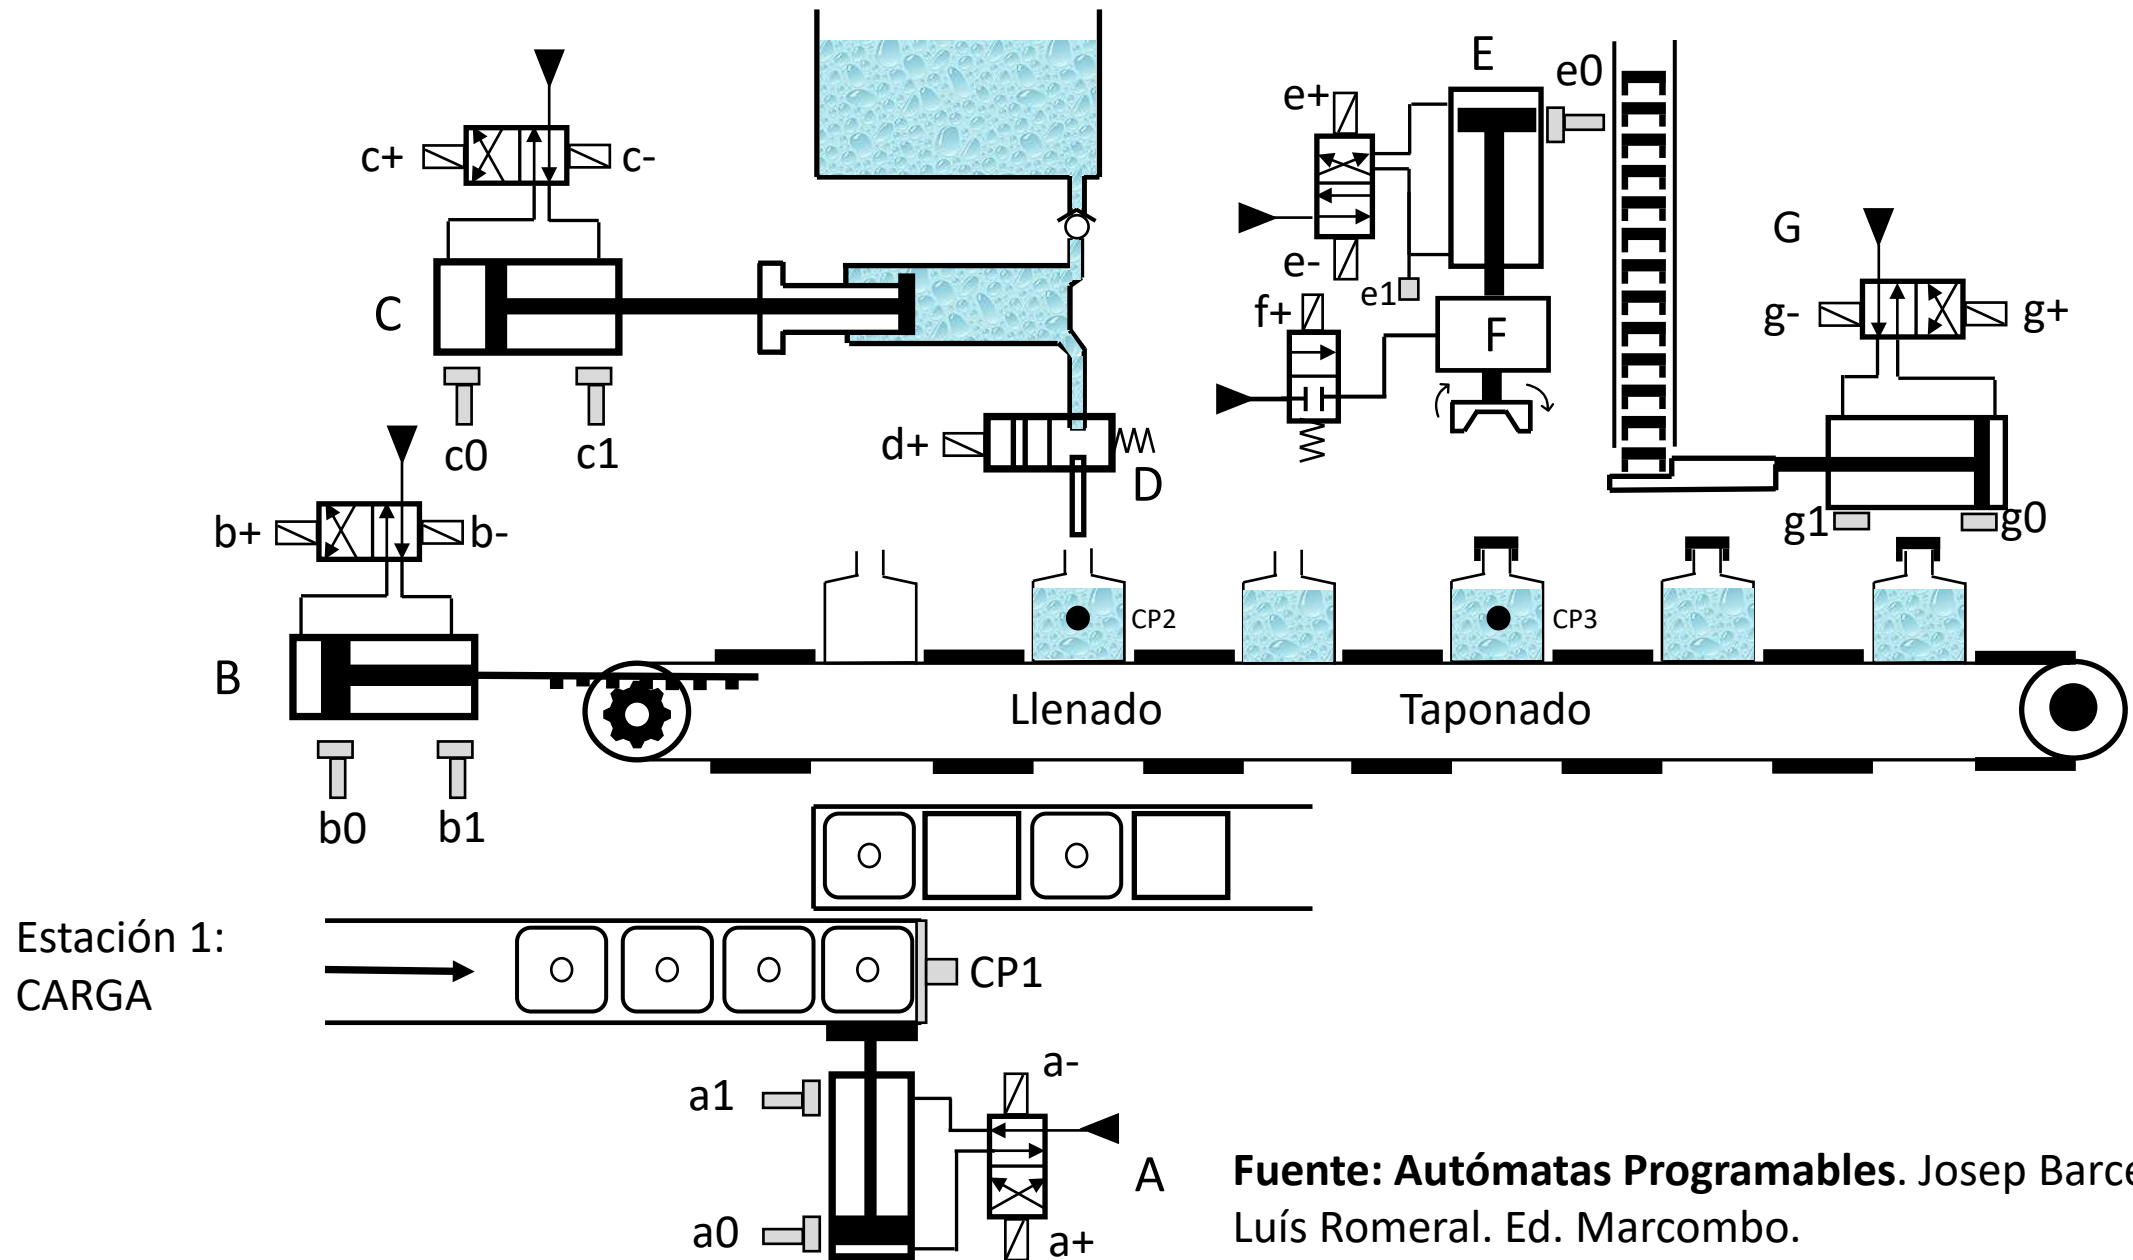 E
e0
e+
c+
c-
G
e-
e1
f+
g-
g+
C
F
c0
c1
d+
D
b+
b-
g1
g0
CP2
CP3
B
Llenado
Taponado
b0
b1
Estación 1:
CARGA
CP1
a-
a1
A
a0
a+
Fuente: Autómatas Programables. Josep Barce
Luís Romeral. Ed. Marcombo.